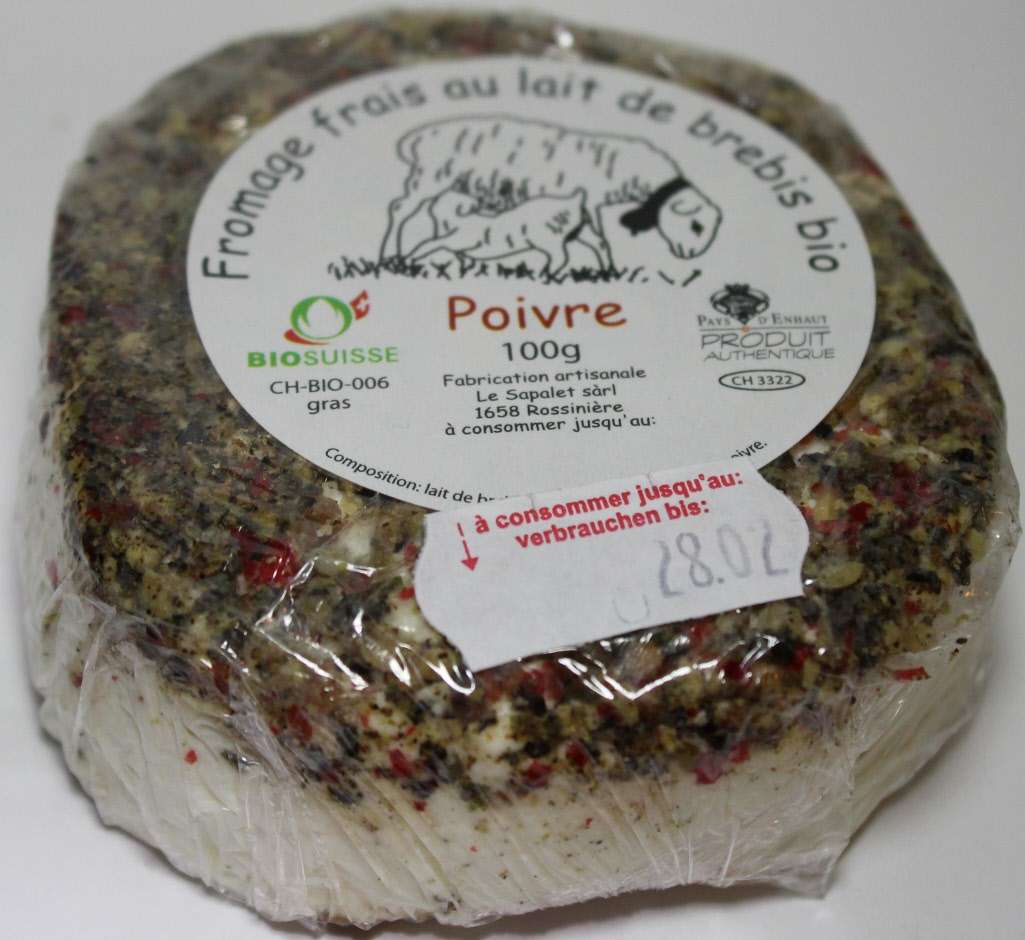 Fromage frais au lait de brebis bio
BIOSUISSE
CH-BIO-006
gras
Poivre
100g
Fabrication artisanale
Le Sapalet sàrl
1658 Rossinière
à consommer jusqu'au:
PAYS D'ENHAUT
PRODUIT
AUTHENTIQUE
CH 3322
Composition: lait de
à consommer jusqu'au:
verbrauchen bis:
28.02